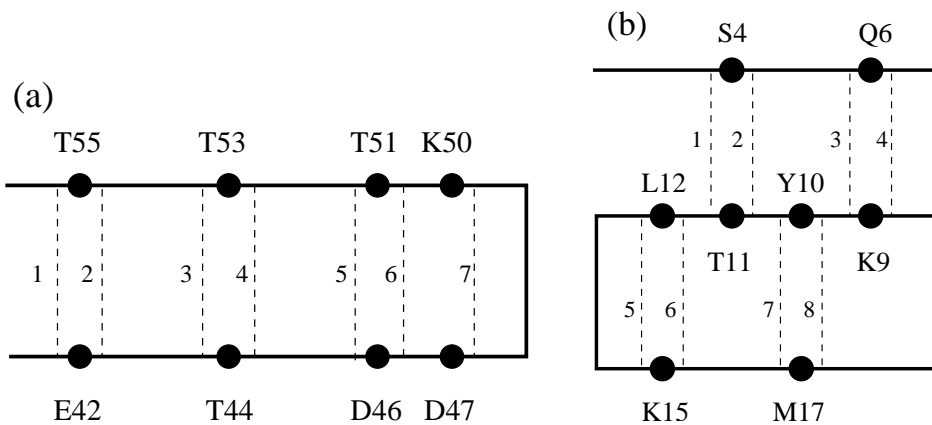 (a)
T55 T53 T51 K50
1 2 3 4 5 6 7
E42 T44 D46 D47
(b)
S4 Q6
1 2 3 4
L12 Y10
T11 K9
5 6 7 8
K15 M17